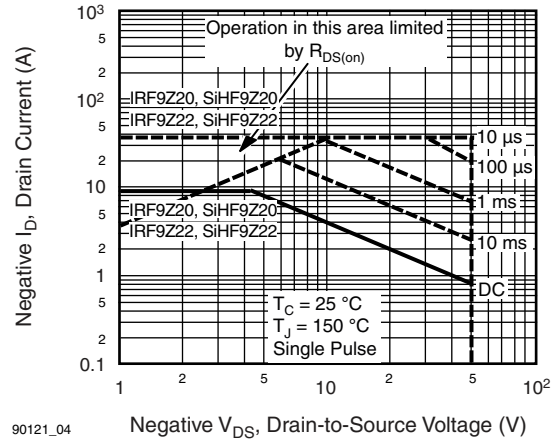 Negative I_D, Drain Current (A)
10³
5
2
10²
5
2
10
5
2
1
5
2
0.1
Operation in this area limited
by R_DS(on)
IRF9Z20, SiHF9Z20
IRF9Z22, SiHF9Z22
IRF9Z20, SiHF9Z20
IRF9Z22, SiHF9Z22
10 µs
100 µs
1 ms
10 ms
DC
T_C = 25 °C
T_J = 150 °C
Single Pulse
1
2
5
10
2
5
10²
90121_04
Negative V_DS, Drain-to-Source Voltage (V)